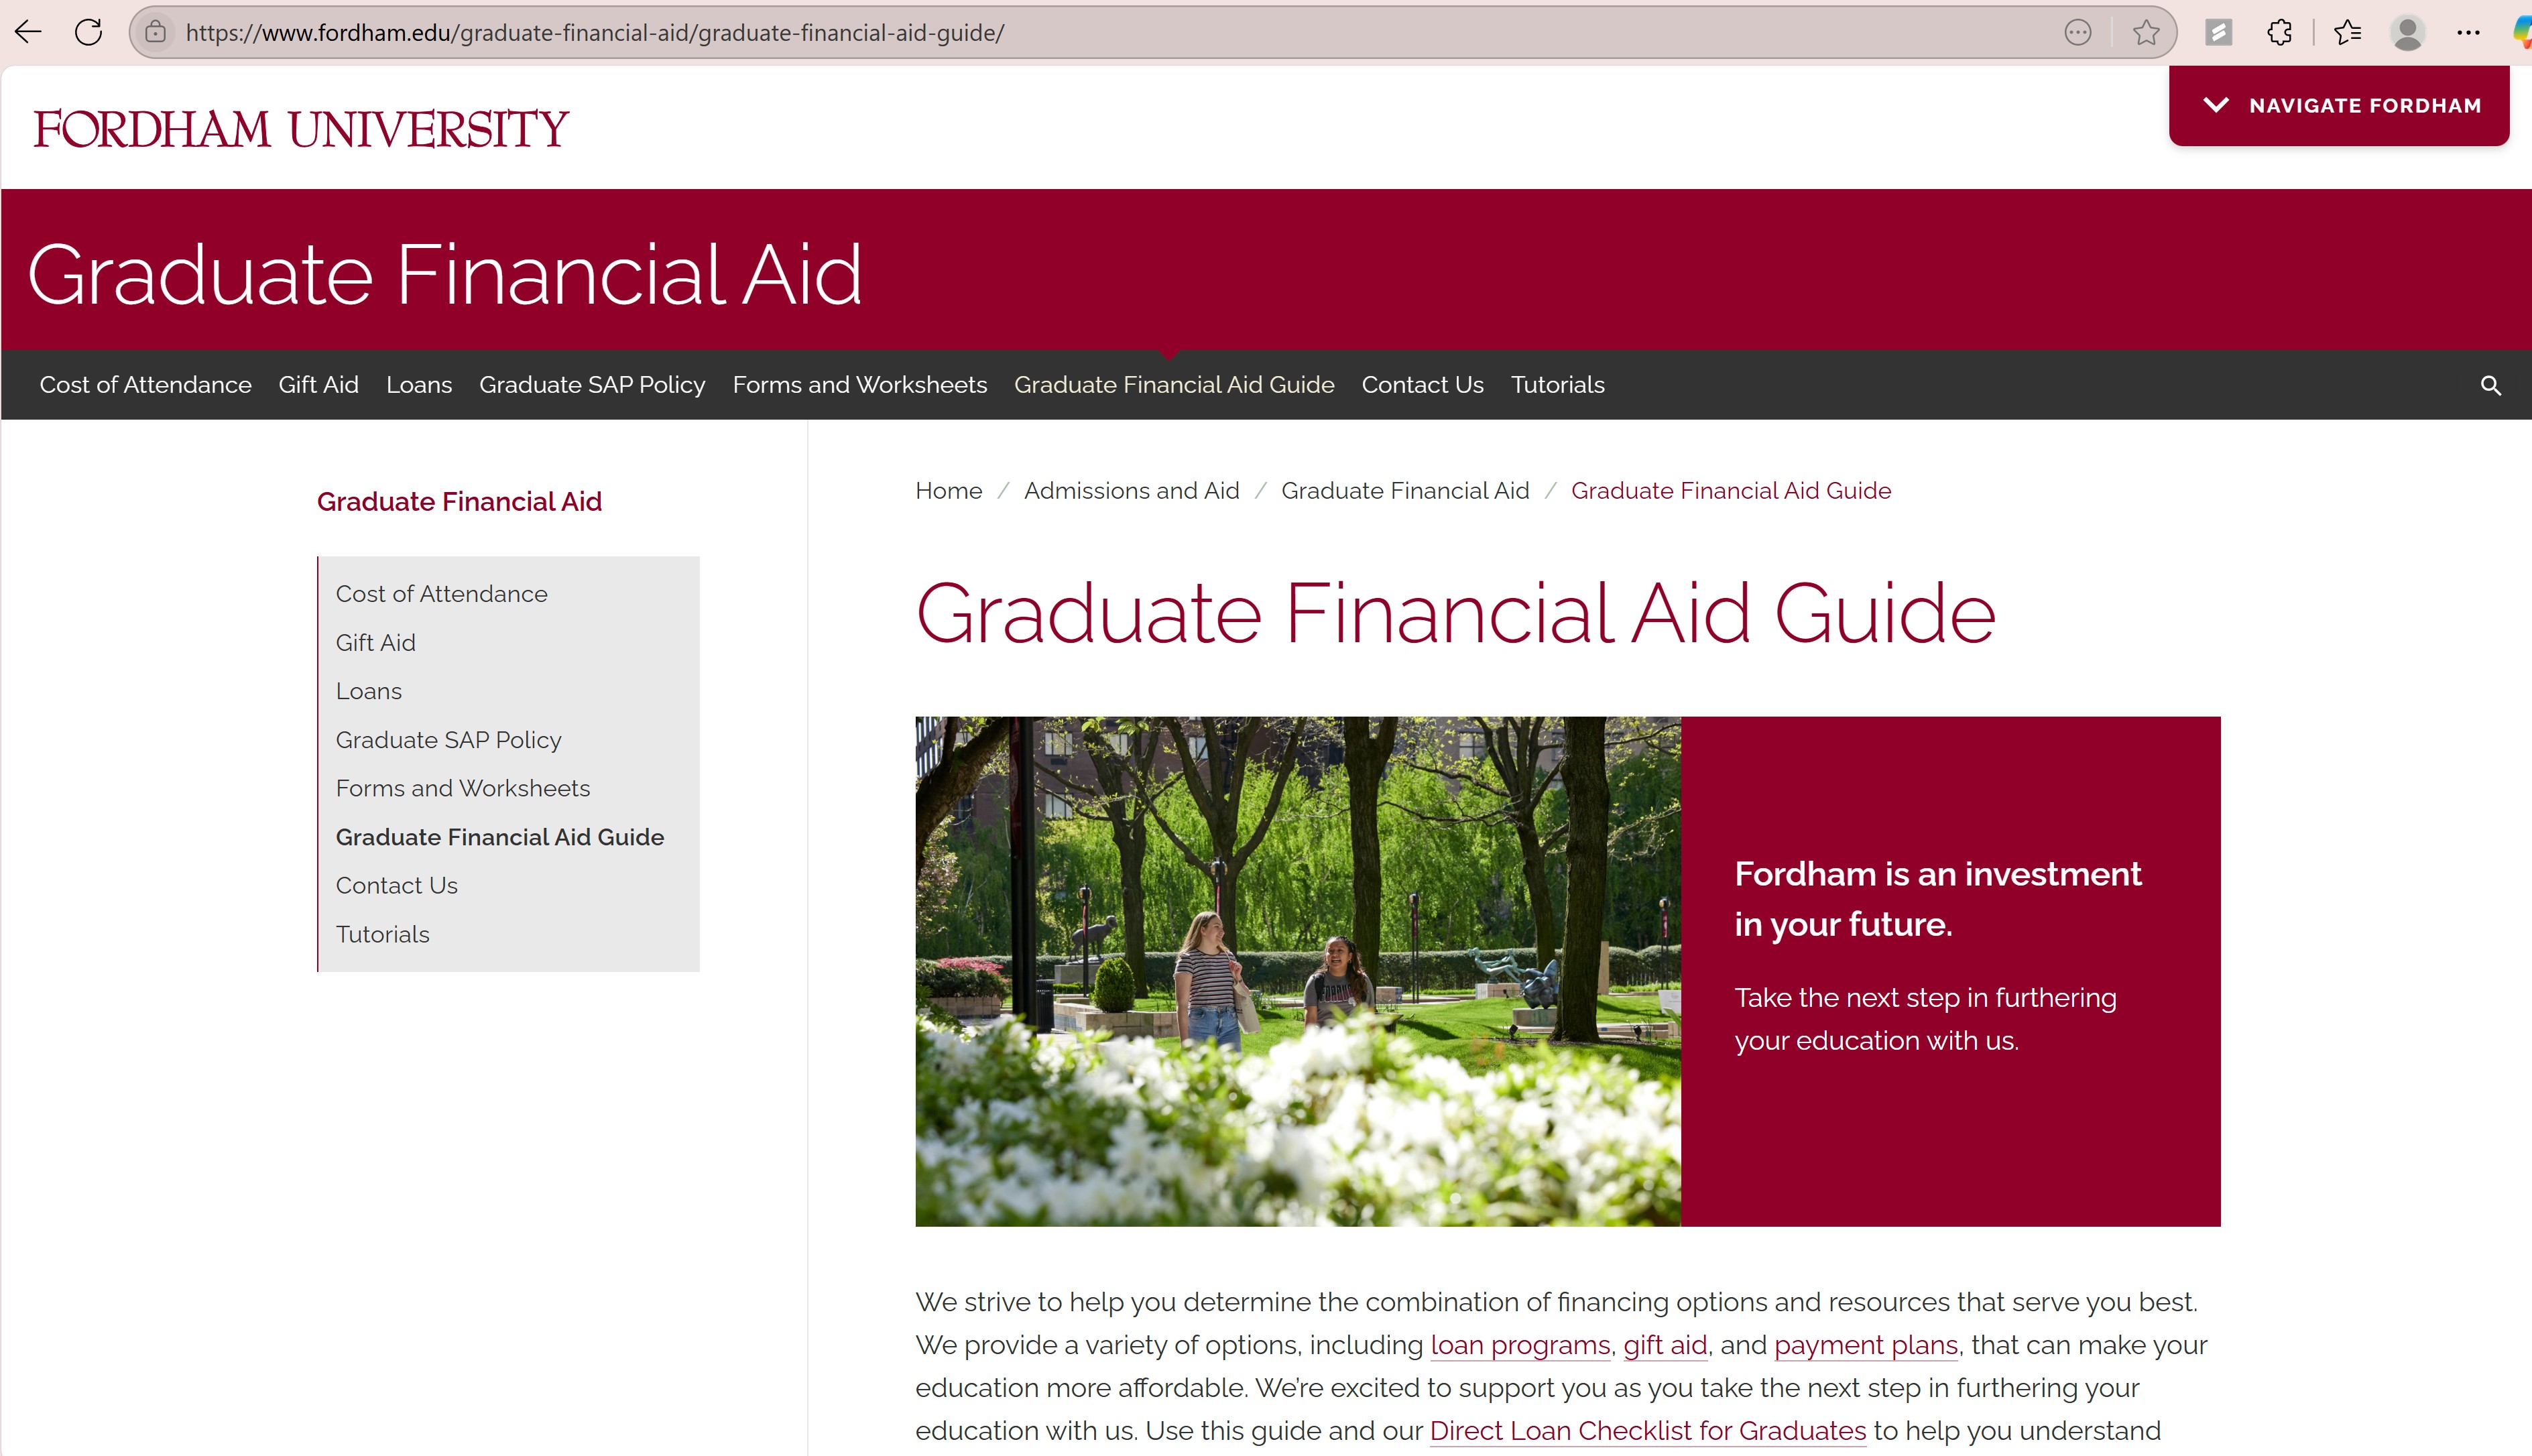 https://www.fordham.edu/graduate-financial-aid/graduate-financial-aid-guide/
FORDHAM UNIVERSITY
NAVIGATE FORDHAM
Graduate Financial Aid
Cost of Attendance Gift Aid Loans Graduate SAP Policy Forms and Worksheets Graduate Financial Aid Guide Contact Us Tutorials
Graduate Financial Aid
Cost of Attendance
Gift Aid
Loans
Graduate SAP Policy
Forms and Worksheets
Graduate Financial Aid Guide
Contact Us
Tutorials
Home / Admissions and Aid / Graduate Financial Aid / Graduate Financial Aid Guide
Graduate Financial Aid Guide
Fordham is an investment
in your future.
Take the next step in furthering
your education with us.
We strive to help you determine the combination of financing options and resources that serve you best.
We provide a variety of options, including loan programs, gift aid, and payment plans, that can make your
education more affordable. We're excited to support you as you take the next step in furthering your
education with us. Use this guide and our Direct Loan Checklist for Graduates to help you understand